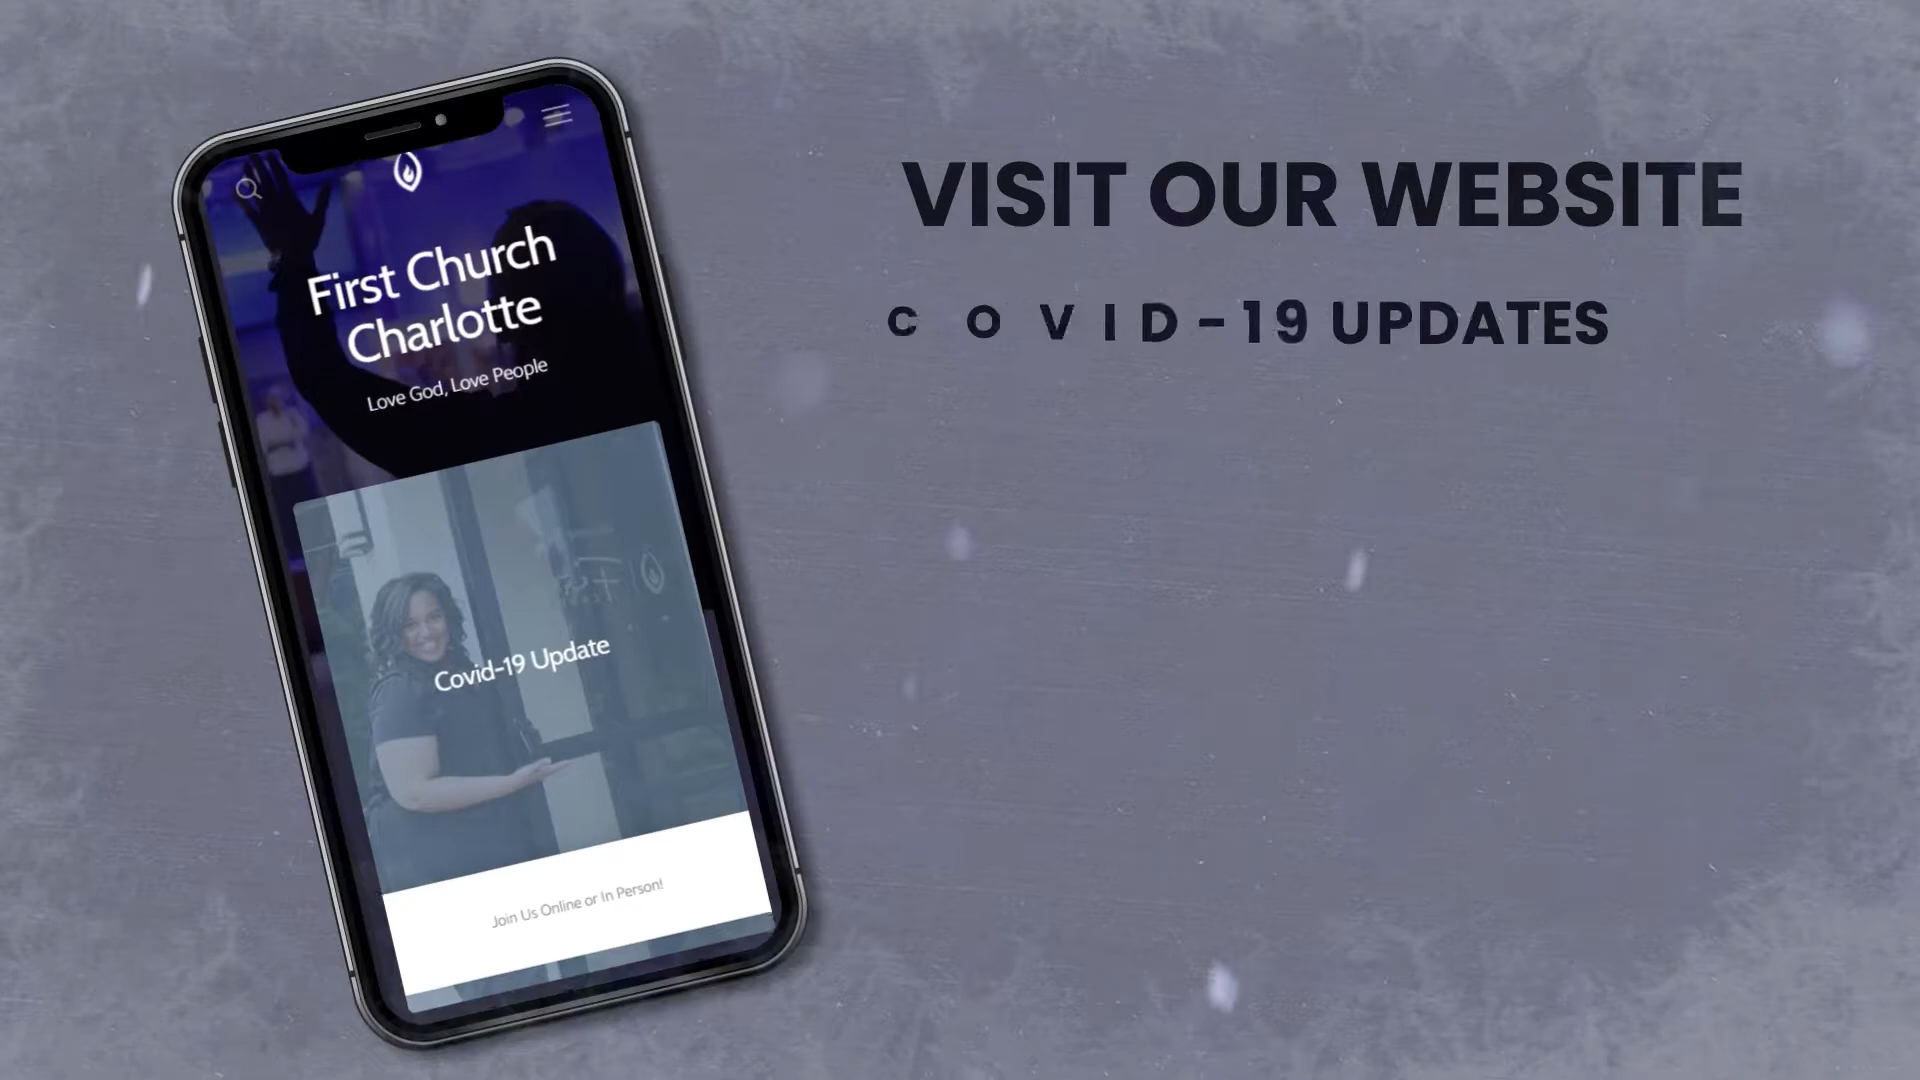 First Church
Charlotte
Love God, Love People
Covid-19 Update
Join Us Online or In Person!
VISIT OUR WEBSITE
COVID-19 UPDATES